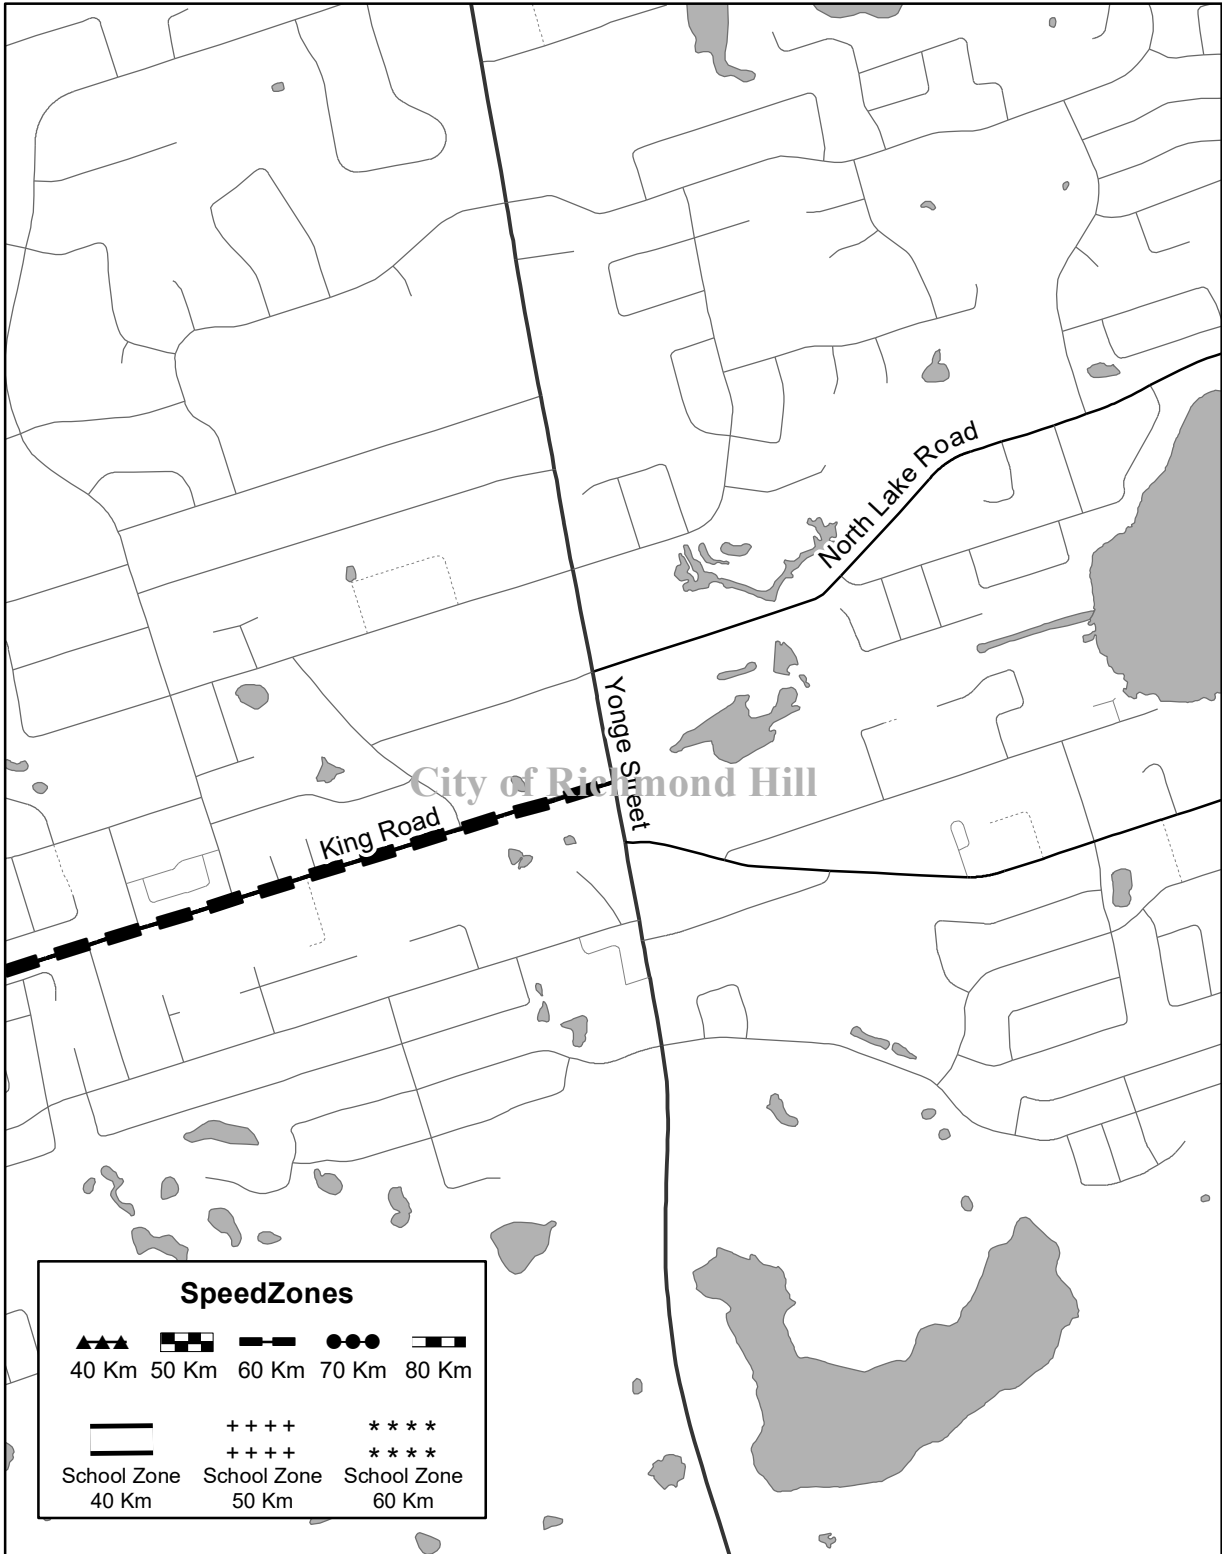 North Lake Road
Yonge Street
City of Richmond Hill
King Road
SpeedZones
40 Km 50 Km 60 Km 70 Km 80 Km
+ + + + * * * *
+ + + + * * * *
School Zone School Zone School Zone
40 Km 50 Km 60 Km